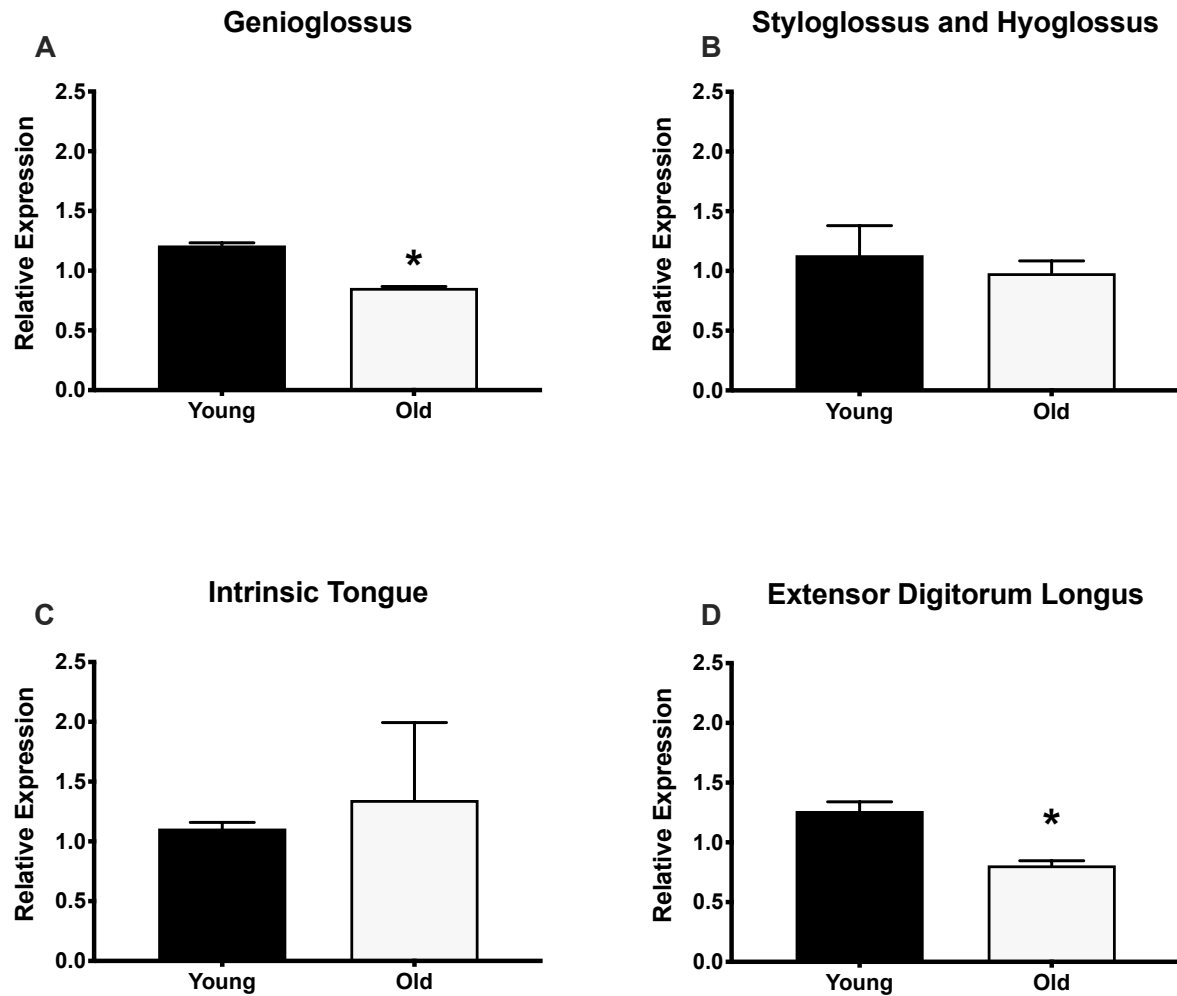 Genioglossus
A
Relative Expression
2.5
2.0
1.5
1.0
0.5
0.0
*
Young Old
Styloglossus and Hyoglossus
B
Relative Expression
2.5
2.0
1.5
1.0
0.5
0.0
Young Old
Intrinsic Tongue
C
Relative Expression
2.5
2.0
1.5
1.0
0.5
0.0
Young Old
Extensor Digitorum Longus
D
Relative Expression
2.5
2.0
1.5
1.0
0.5
0.0
*
Young Old